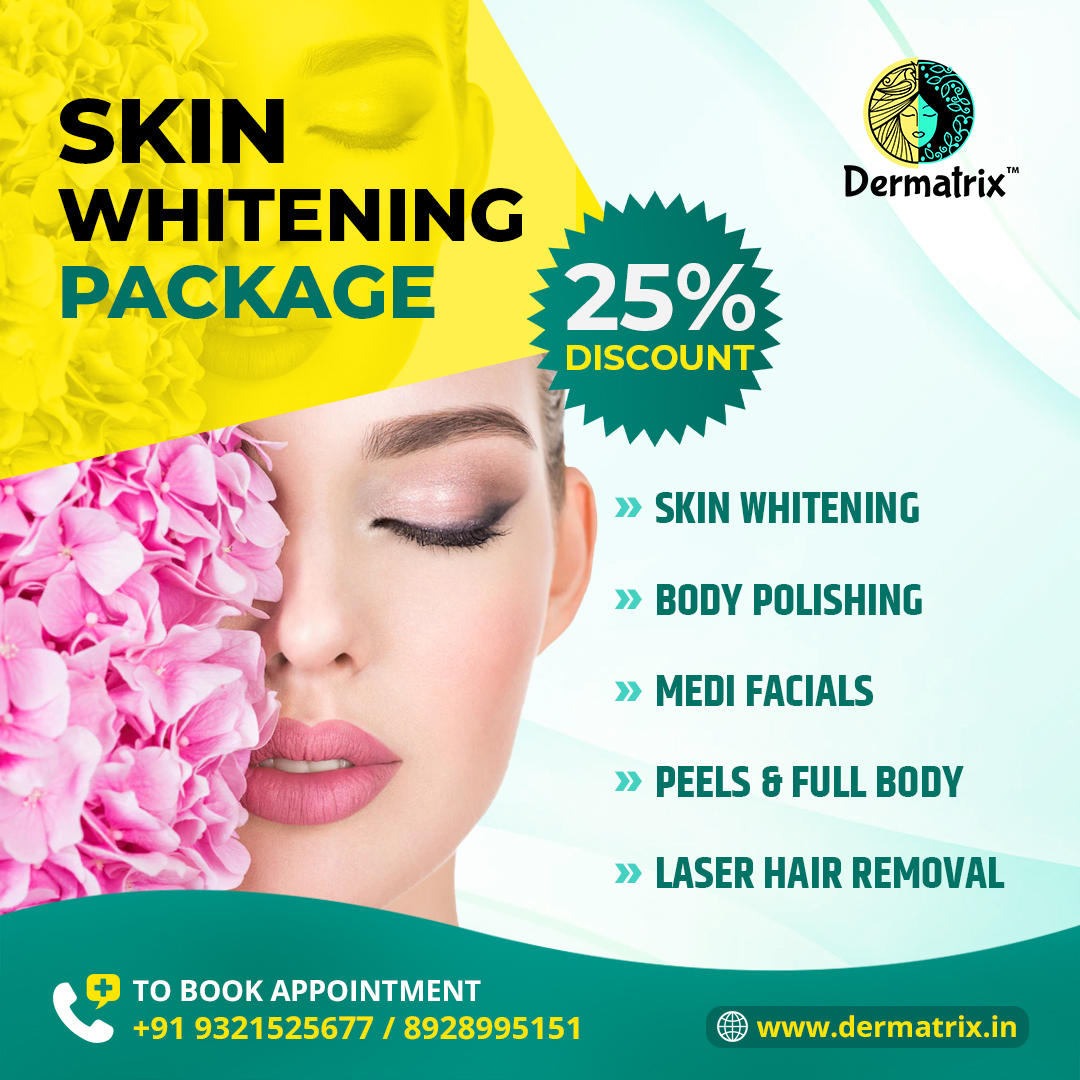 SKIN
WHITENING
PACKAGE
Dermatrix™
25%
DISCOUNT
SKIN WHITENING
BODY POLISHING
MEDI FACIALS
PEELS & FULL BODY
LASER HAIR REMOVAL
TO BOOK APPOINTMENT
+91 9321525677 / 8928995151
www.dermatrix.in